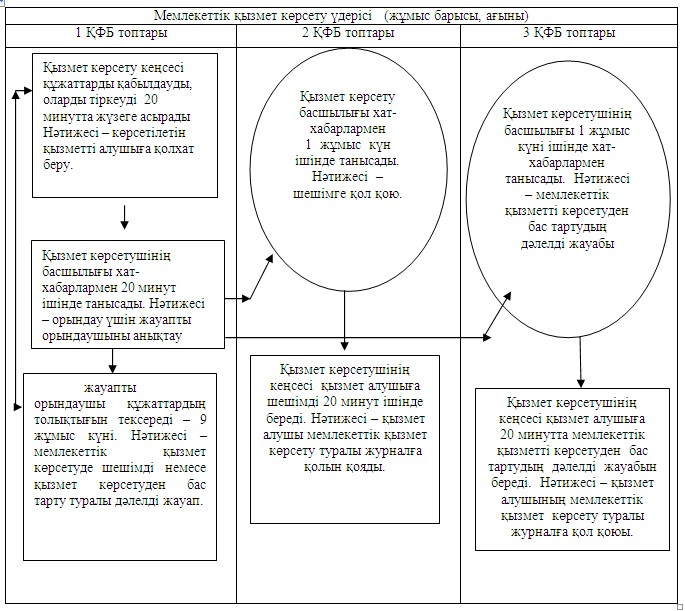 Мемлекеттік қызмет көрсету үдерісі (жұмыс барысы, ағыны)
1 ҚФБ топтары
2 ҚФБ топтары
3 ҚФБ топтары
Қызмет көрсету кеңсесі
құжаттарды қабылдауды,
оларды тіркеуді 20
минутта жүзеге асырады
Нәтижесі – көрсетілетін
қызметті алушыға қолхат
беру.
Қызмет көрсетушінің
басшылығы хат-
хабарлармен 20 минут
ішінде танысады. Нәтижесі
– орындау үшін жауапты
орындаушыны анықтау
жауапты
орындаушы құжаттардың
толықтығын тексереді – 9
жұмыс күні. Нәтижесі –
мемлекеттік қызмет
көрсетуде шешімді немесе
қызмет көрсетуден бас
тарту туралы дәлелді жауап.
Қызмет көрсету
басшылығы хат-
хабарлармен
1 жұмыс күн
ішінде танысады.
Нәтижесі –
шешімге қол қою.
Қызмет көрсетушінің
кеңсесі қызмет алушыға
шешімді 20 минут ішінде
береді. Нәтижесі – қызмет
алушы мемлекеттік қызмет
көрсету туралы журналға
қолын қояды.
Қызмет көрсетушінің
басшылығы 1 жұмыс
күні ішінде хат-
хабарлармен
танысады. Нәтижесі
– мемлекеттік
қызметті көрсетуден
бас тартудың
дәлелді жауабы
Қызмет көрсетушінің
кеңсесі қызмет алушыға
20 минутта мемлекеттік
қызметті көрсетуден бас
тартудың дәлелді жауабын
береді. Нәтижесі – қызмет
алушының мемлекеттік
қызмет көрсету туралы
журналға қол қоюы.